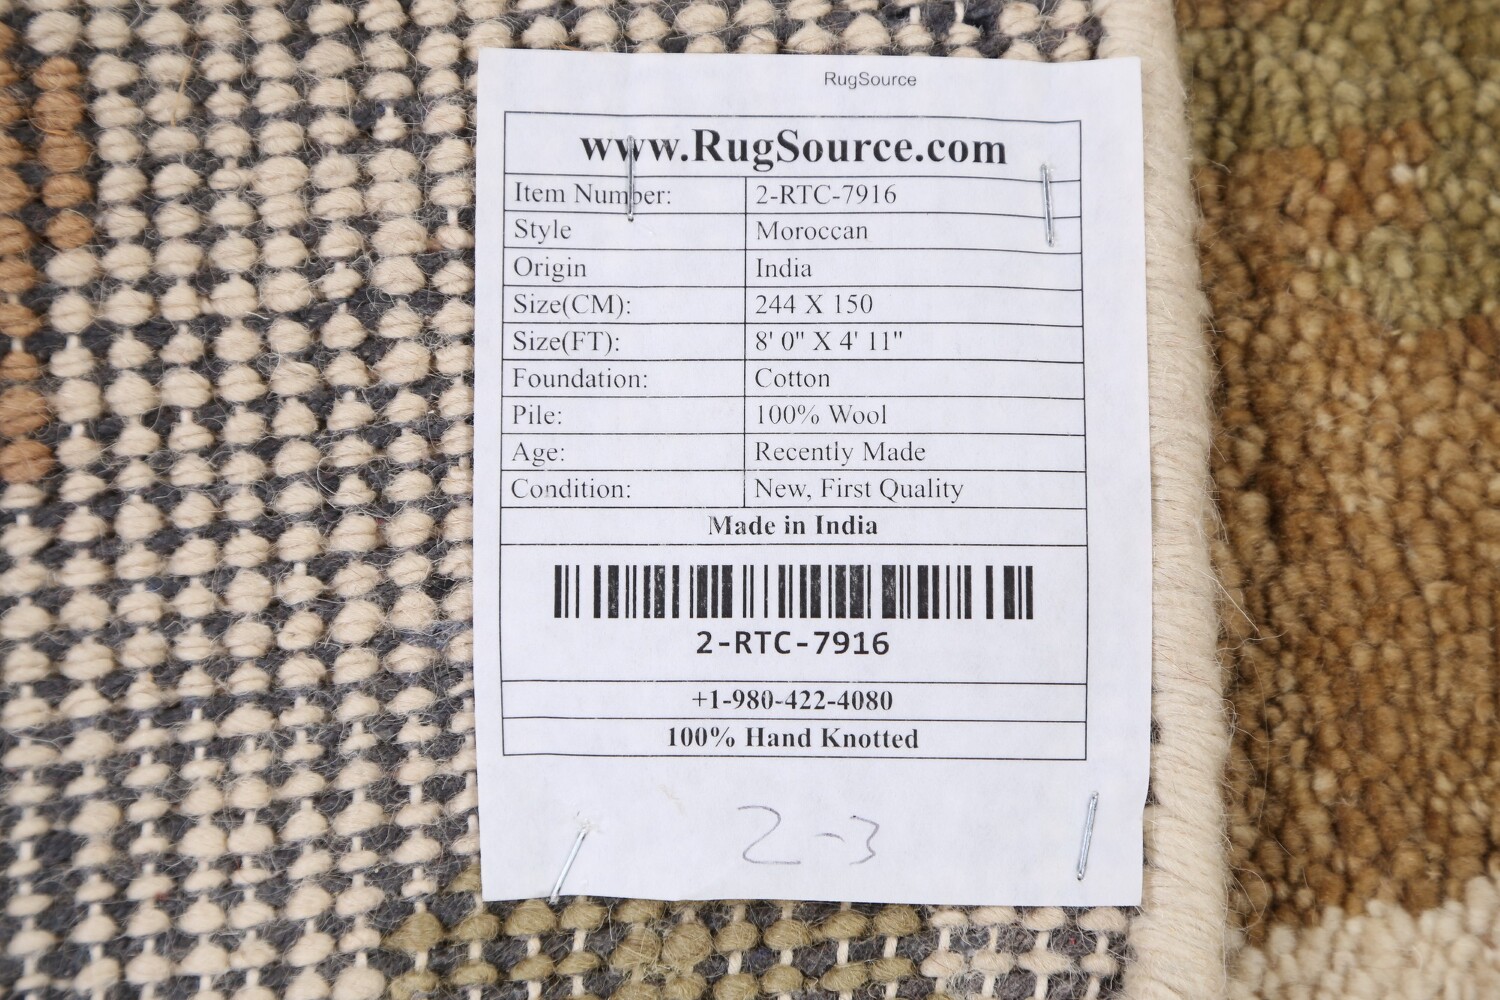 RugSource
www.RugSource.com
Item Number: 2-RTC-7916
Style Moroccan
Origin India
Size(CM): 244 X 150
Size(FT): 8' 0" X 4' 11"
Foundation: Cotton
Pile: 100% Wool
Age: Recently Made
Condition: New, First Quality
Made in India
2-RTC-7916
+1-980-422-4080
100% Hand Knotted
2-3